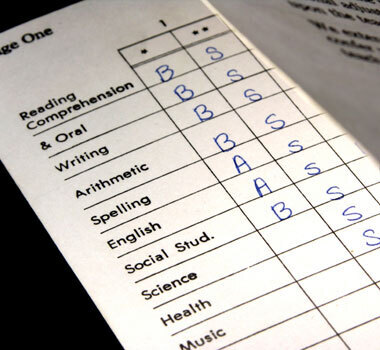 ge One
1
* **
Reading B S
Comprehension
& Oral B S
Writing B S
Arithmetic B S
Spelling A S
English A S
Social Stud. B S
Science S
Health
Music